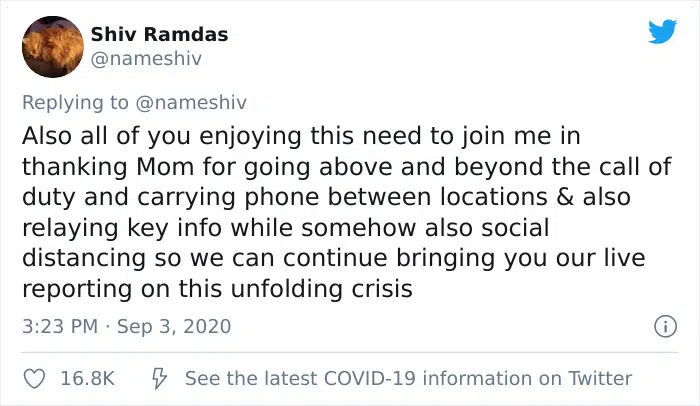 Shiv Ramdas
@nameshiv
Replying to @nameshiv
Also all of you enjoying this need to join me in
thanking Mom for going above and beyond the call of
duty and carrying phone between locations & also
relaying key info while somehow also social
distancing so we can continue bringing you our live
reporting on this unfolding crisis
3:23 PM · Sep 3, 2020
16.8K See the latest COVID-19 information on Twitter